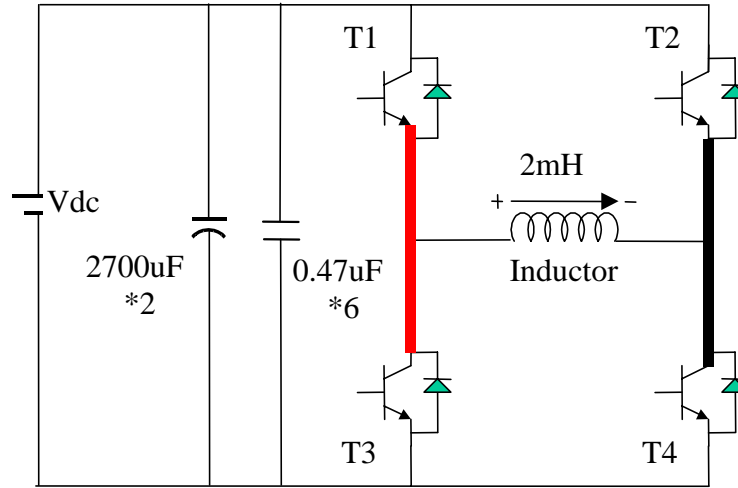 T1
T2
2mH
+ −
Vdc
2700uF
*2
0.47uF
*6
Inductor
T3
T4